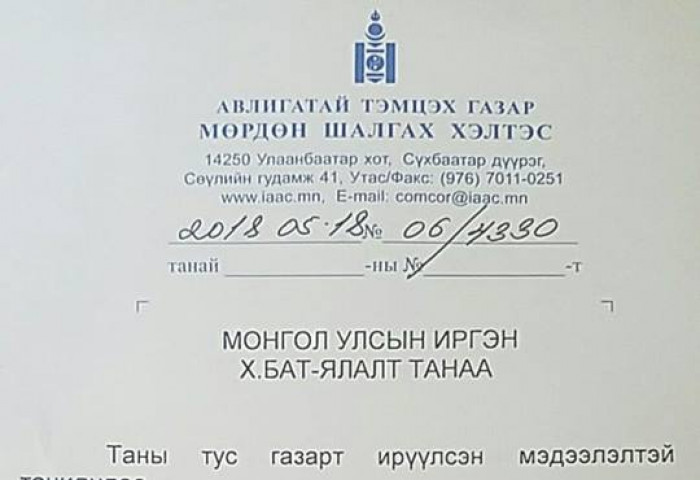 АВЛИГАТАЙ ТЭМЦЭХ ГАЗАР
МӨРДӨН ШАЛГАХ ХЭЛТЭС
14250 Улаанбаатар хот, Сүхбаатар дүүрэг,
Сөүлийн гудамж 41, Утас/Факс: (976) 7011-0251
www.iaac.mn, E-mail: comcor@iaac.mn
2018 05.18 № 06/4330
танай ____________-ны №____________-т
МОНГОЛ УЛСЫН ИРГЭН
Х.БАТ-ЯЛАЛТ ТАНАА
Таны тус газарт ирүүлсэн мэдээлэлтэй